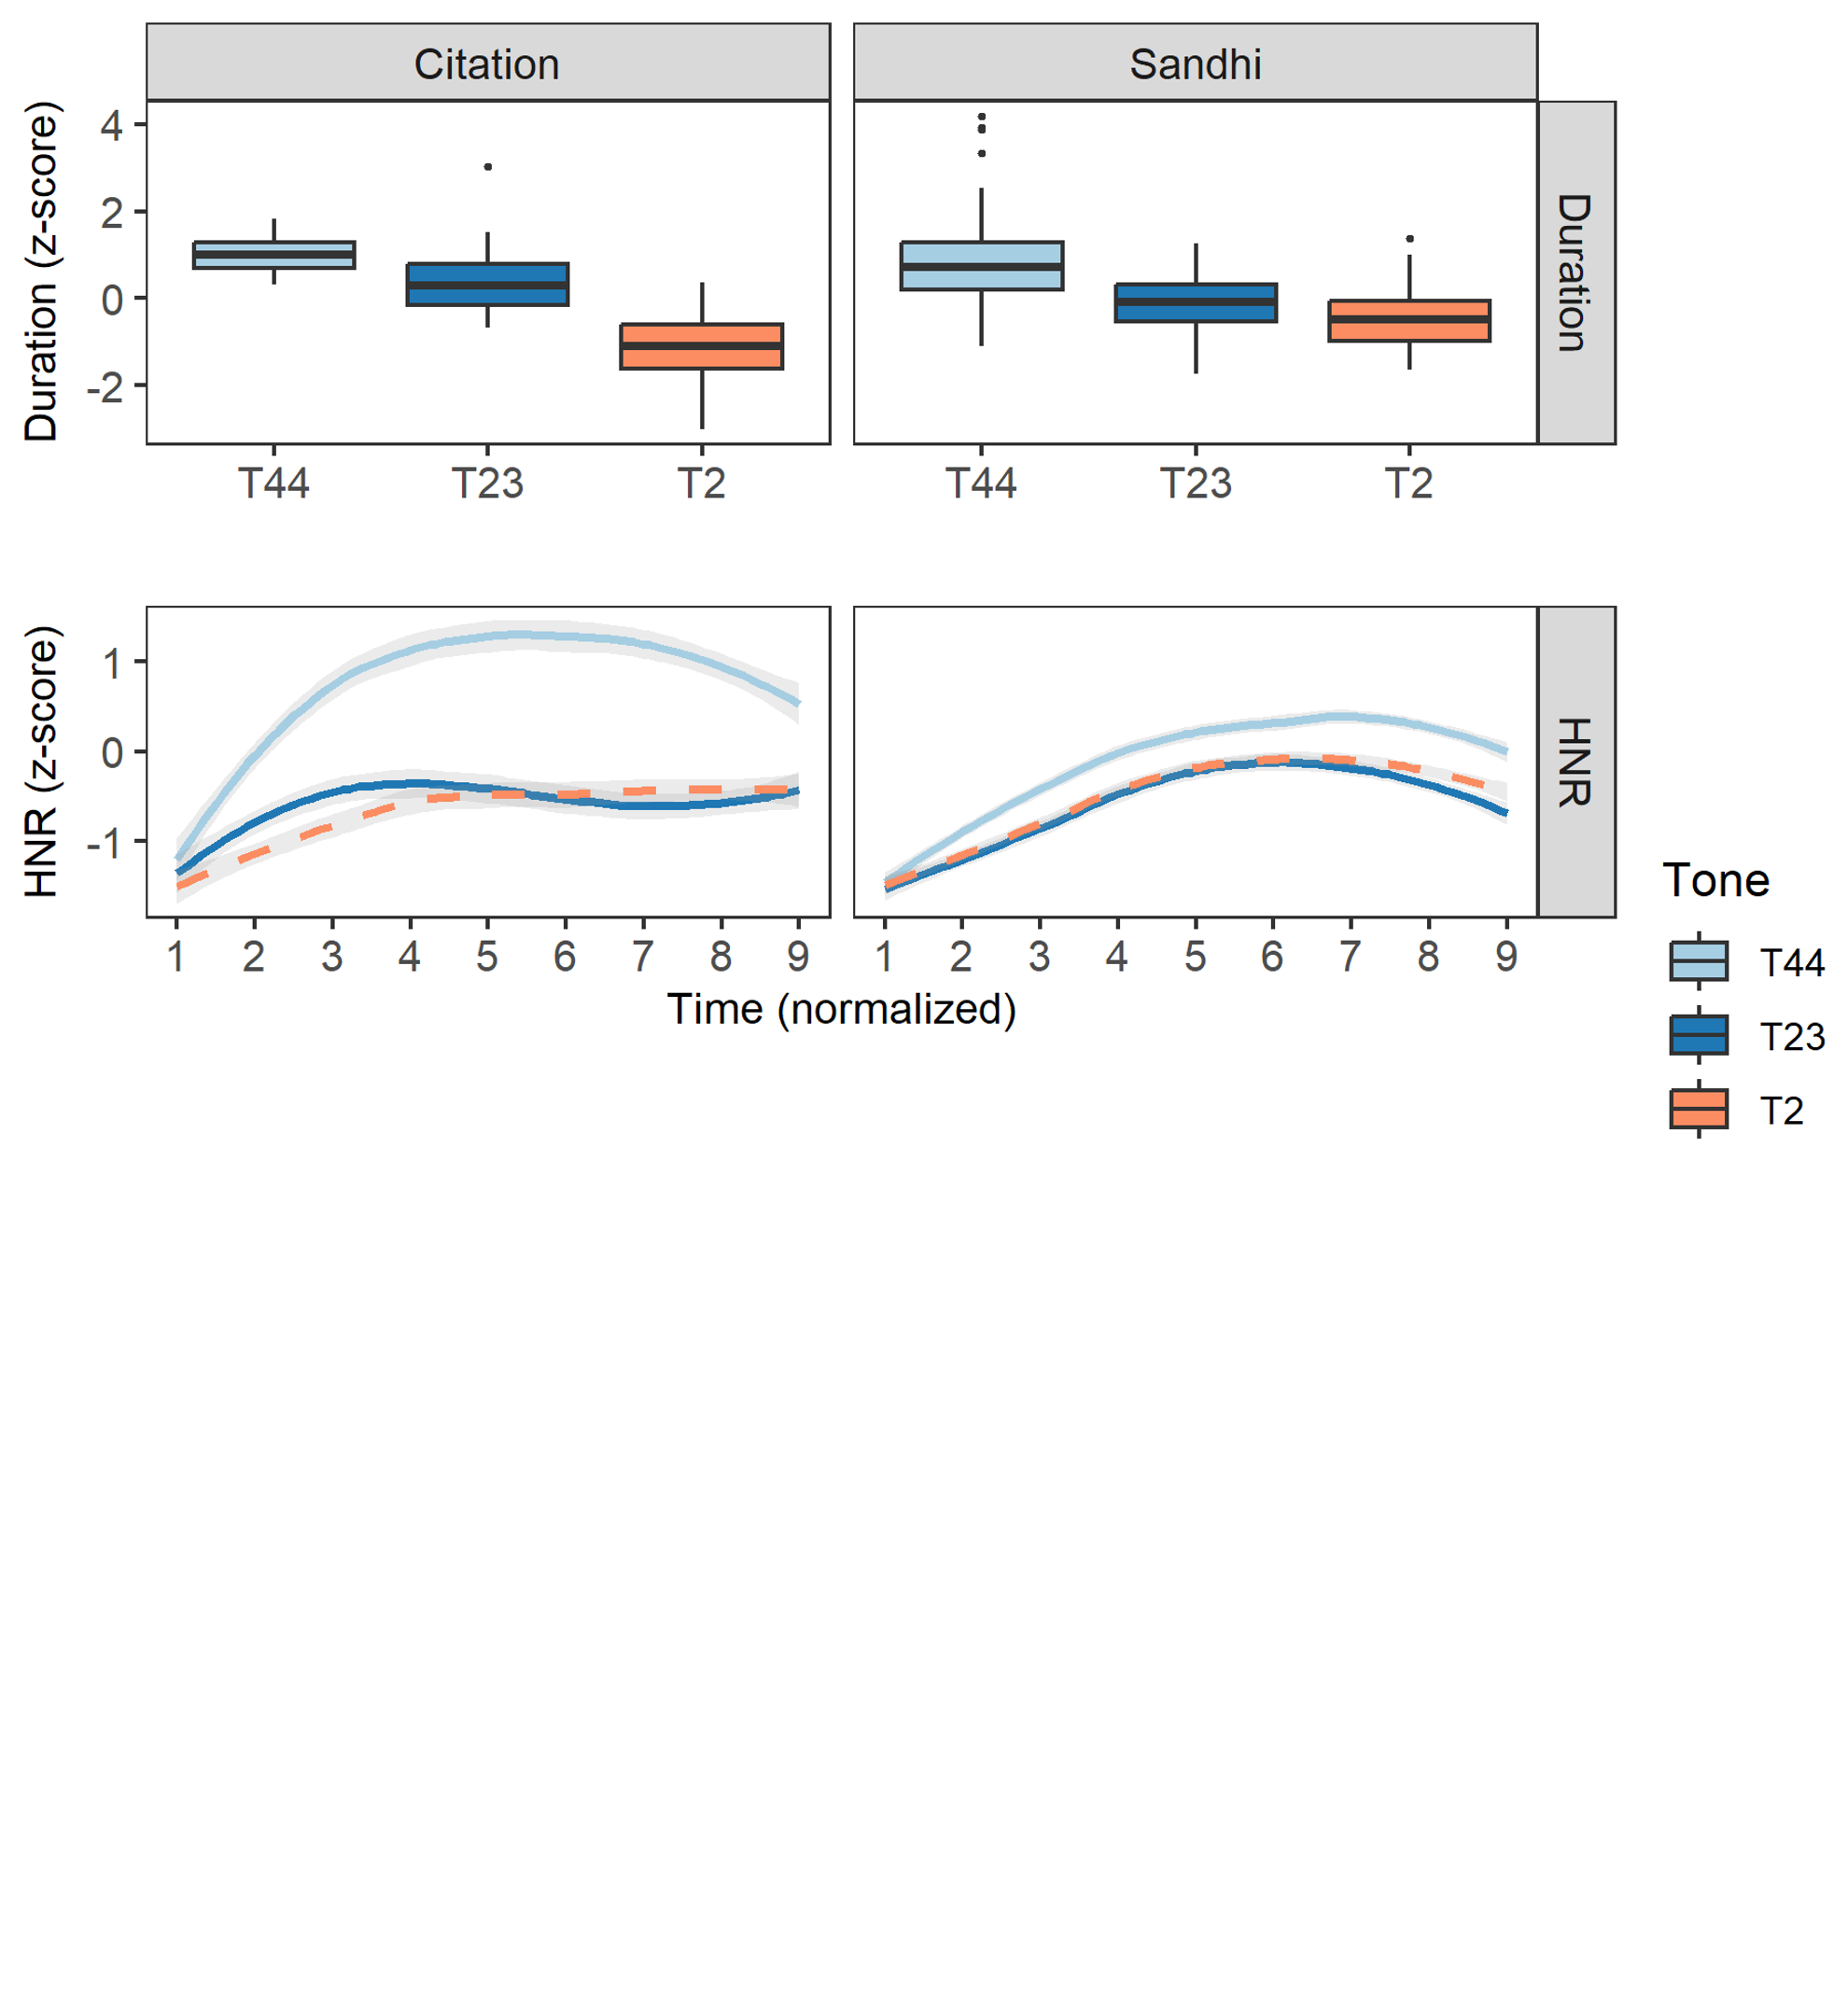 Citation
Sandhi
Duration (z-score)
4
2
0
-2
T44
T23
T2
T44
T23
T2
Duration
HNR (z-score)
1
0
-1
1 2 3 4 5 6 7 8 9
1 2 3 4 5 6 7 8 9
HNR
Time (normalized)
Tone
T44
T23
T2